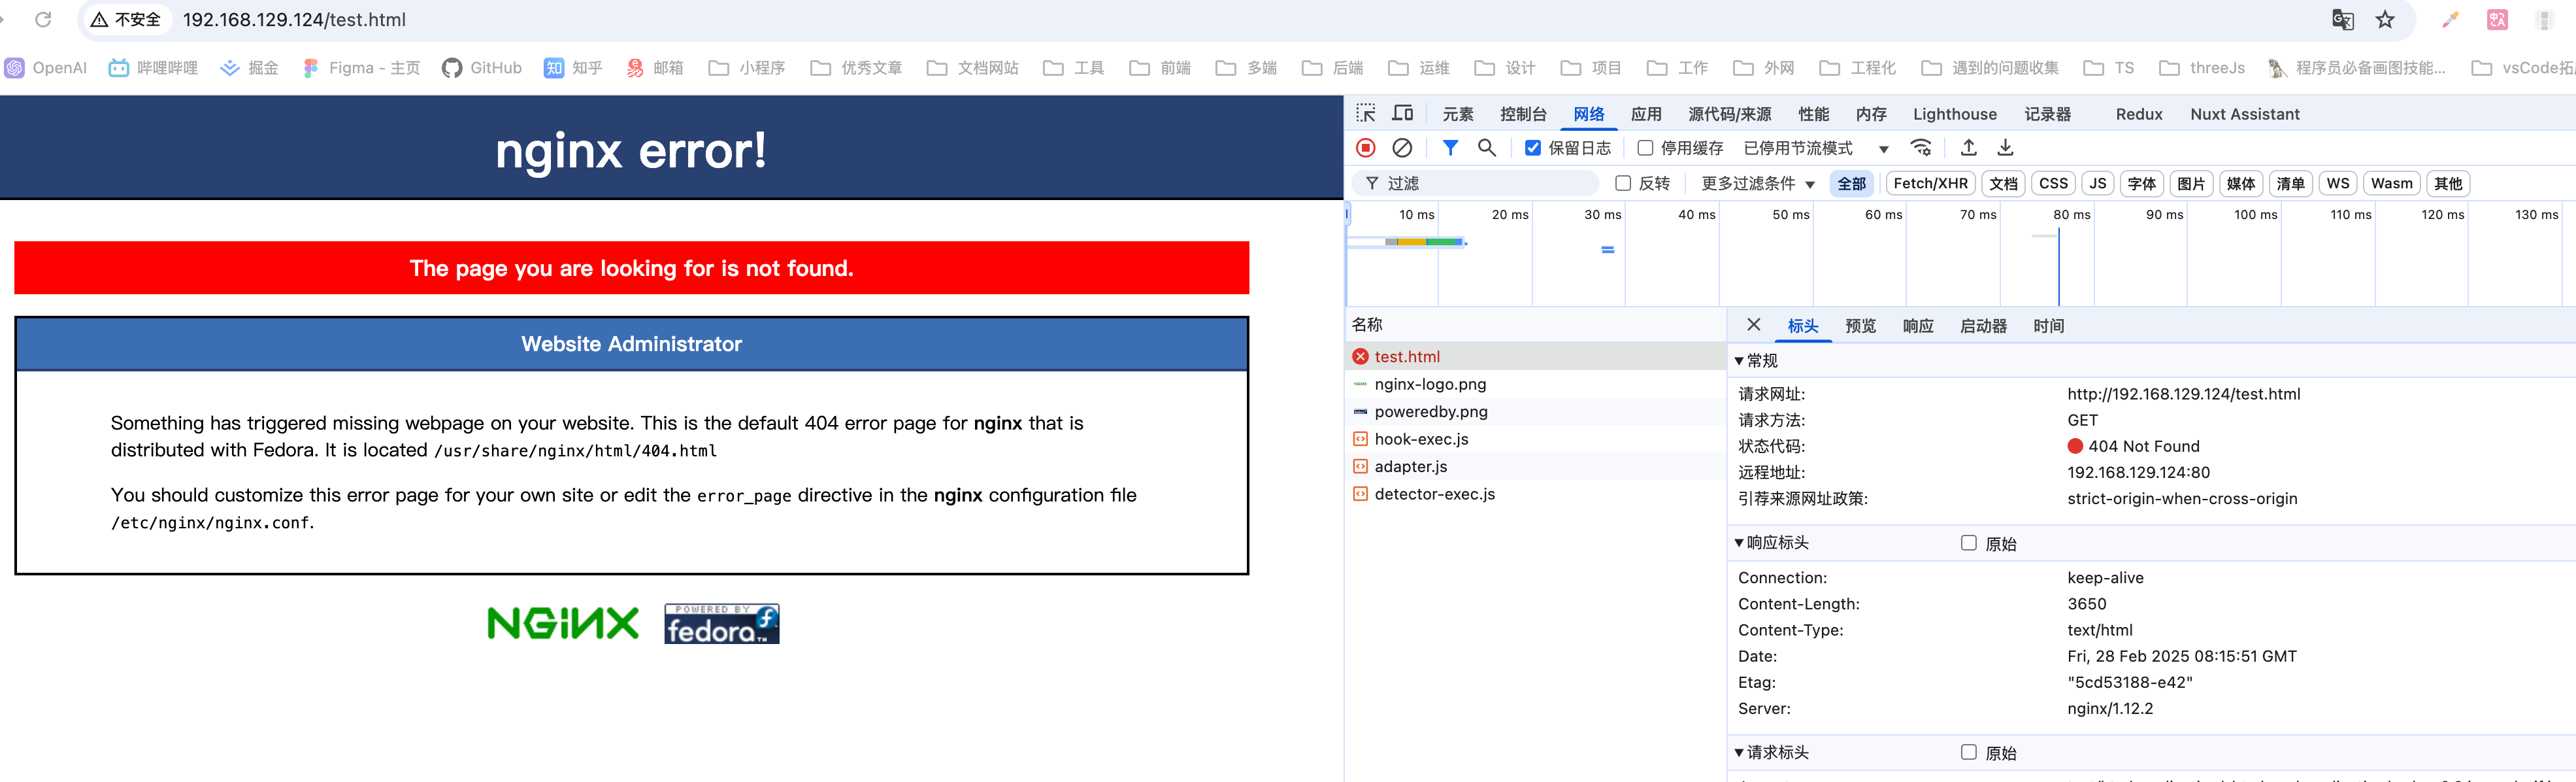 不安全 192.168.129.124/test.html
OpenAI 哔哩哔哩 掘金 Figma - 主页 GitHub 知乎 邮箱 小程序 优秀文章 文档网站 工具 前端 多端 后端 运维 设计 项目 工作 外网 工程化 遇到的问题收集 TS threeJs 程序员必备画图技能... vsCode拓
nginx error!
The page you are looking for is not found.
Website Administrator
Something has triggered missing webpage on your website. This is the default 404 error page for nginx that is
distributed with Fedora. It is located /usr/share/nginx/html/404.html
You should customize this error page for your own site or edit the error_page directive in the nginx configuration file
/etc/nginx/nginx.conf.
NGINX
POWERED BY
fedora™
元素 控制台 网络 应用 源代码/来源 性能 内存 Lighthouse 记录器 Redux Nuxt Assistant
保留日志 停用缓存 已停用节流模式
过滤 反转 更多过滤条件 全部 Fetch/XHR 文档 CSS JS 字体 图片 媒体 清单 WS Wasm 其他
10 ms 20 ms 30 ms 40 ms 50 ms 60 ms 70 ms 80 ms 90 ms 100 ms 110 ms 120 ms 130 ms
名称
test.html
nginx-logo.png
poweredby.png
hook-exec.js
adapter.js
detector-exec.js
标头 预览 响应 启动器 时间
常规
请求网址: http://192.168.129.124/test.html
请求方法: GET
状态代码: 404 Not Found
远程地址: 192.168.129.124:80
引荐来源网址政策: strict-origin-when-cross-origin
响应标头 原始
Connection: keep-alive
Content-Length: 3650
Content-Type: text/html
Date: Fri, 28 Feb 2025 08:15:51 GMT
Etag: "5cd53188-e42"
Server: nginx/1.12.2
请求标头 原始